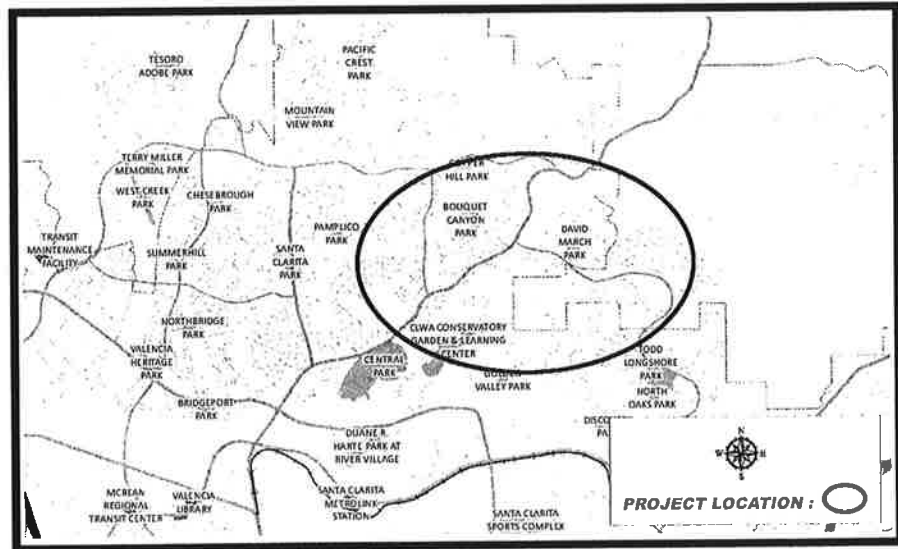 TESORO
ADOBE PARK
PACIFIC
CREST
PARK
MOUNTAIN
VIEW PARK
TERRY MILLER
MEMORIAL PARK
WEST CREEK
PARK
CHESEBROUGH
PARK
COPPER
HILL PARK
BOUQUET
CANYON
PARK
PAMPLICO
PARK
DAVID
MARCH
PARK
TRANSIT
MAINTENANCE
FACILITY
SUMMERHILL
PARK
SANTA
CLARITA
PARK
NORTHBRIDGE
PARK
CLWA CONSERVATORY
GARDEN & LEARNING
CENTER
VALENCIA
HERITAGE
PARK
CENTRAL
PARK
VALLEY PARK
TODD
LONGSHORE
PARK
NORTH
OAKS PARK
BRIDGEPORT
PARK
DUANE R.
HARTE PARK AT
RIVER VILLAGE
DISCO
PA
MCBEAN
REGIONAL
TRANSIT CENTER
VALENCIA
LIBRARY
SANTA CLARITA
METROLINK
STATION
SANTA CLARITA
SPORTS COMPLEX
N
W
E
S
PROJECT LOCATION :